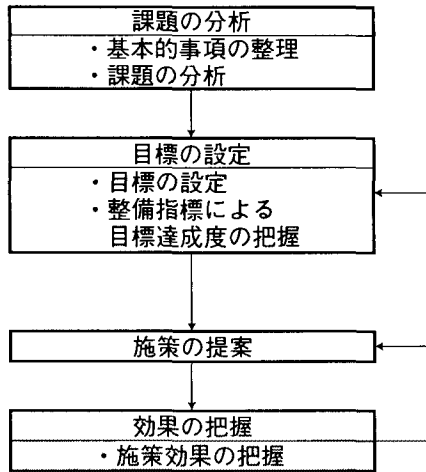 課題の分析
・基本的事項の整理
・課題の分析
目標の設定
・目標の設定
・整備指標による
目標達成度の把握
施策の提案
効果の把握
・施策効果の把握